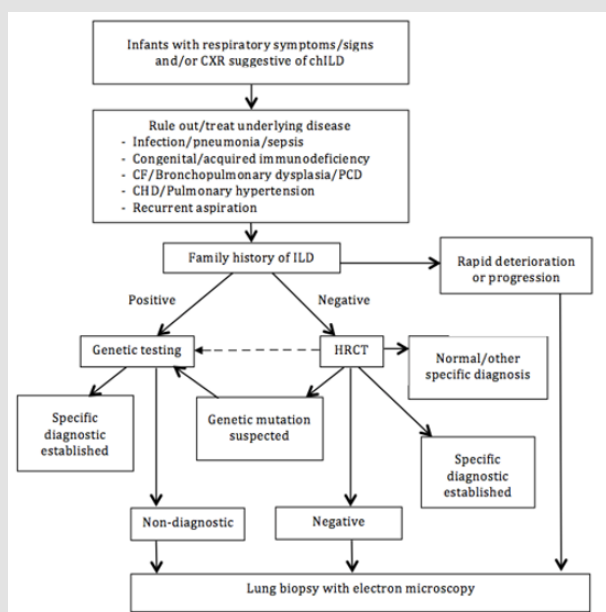 Infants with respiratory symptoms/signs
and/or CXR suggestive of chILD
Rule out/treat underlying disease
- Infection/pneumonia/sepsis
- Congenital/acquired immunodeficiency
- CF/Bronchopulmonary dysplasia/PCD
- CHD/Pulmonary hypertension
- Recurrent aspiration
Family history of ILD
Rapid deterioration
or progression
Positive
Negative
Genetic testing
HRCT
Normal/other
specific diagnosis
Specific
diagnostic
established
Genetic mutation
suspected
Specific
diagnostic
established
Non-diagnostic
Negative
Lung biopsy with electron microscopy